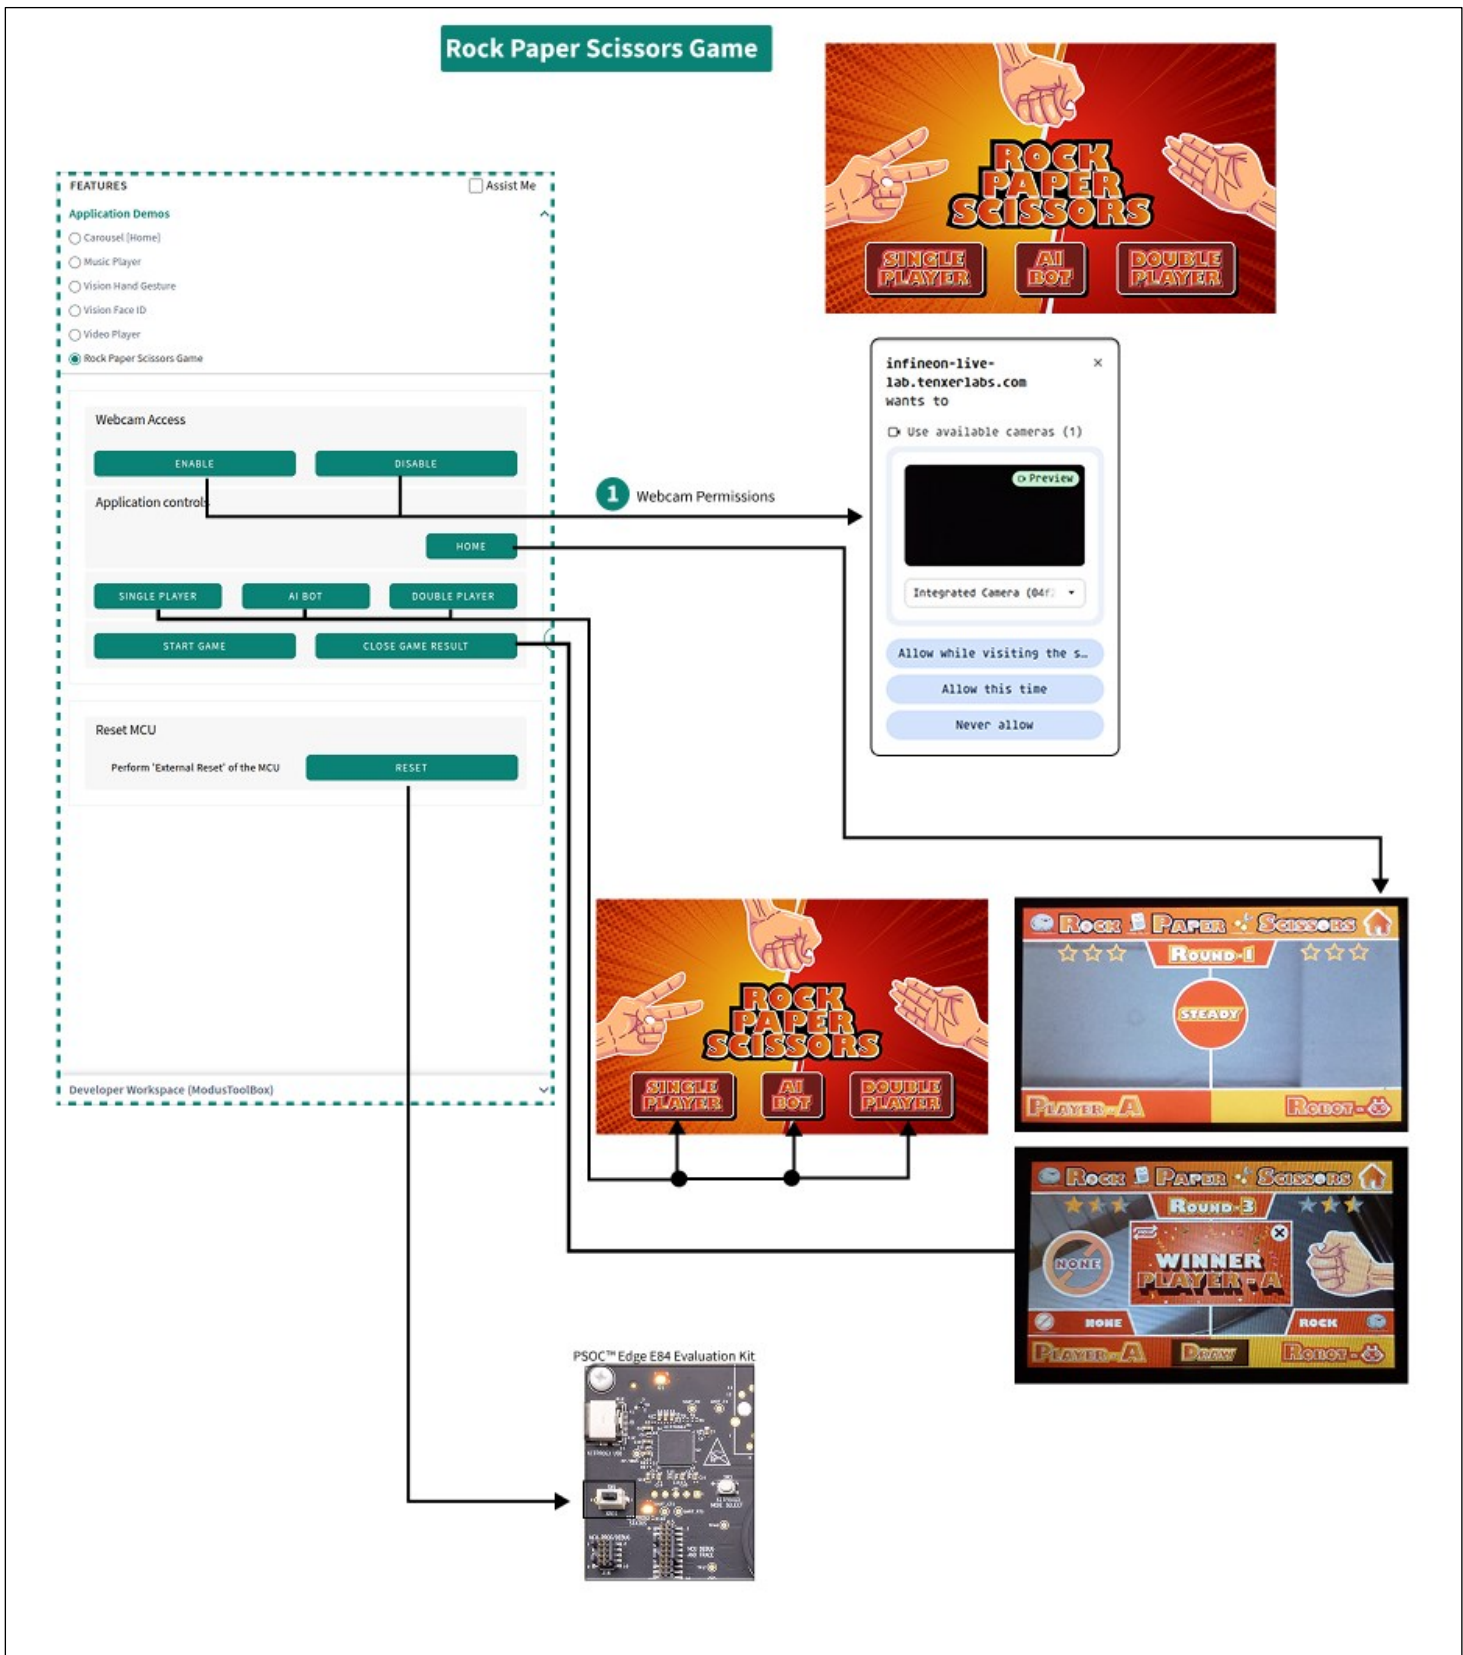 Rock Paper Scissors Game
ROCK
PAPER
SCISSORS
SINGLE
PLAYER
AI
BOT
DOUBLE
PLAYER
FEATURES
Assist Me
Application Demos
Carousel (Home)
Music Player
Vision Hand Gesture
Vision Face ID
Video Player
Rock Paper Scissors Game
Webcam Access
ENABLE
DISABLE
Application controls
HOME
SINGLE PLAYER
AI BOT
DOUBLE PLAYER
START GAME
CLOSE GAME RESULT
Reset MCU
Perform 'External Reset' of the MCU
RESET
Developer Workspace (ModusToolBox)
1 Webcam Permissions
infineon-live-
lab.tenxerlabs.com
wants to
Use available cameras (1)
Preview
Integrated Camera (04f
Allow while visiting the s…
Allow this time
Never allow
ROCK
PAPER
SCISSORS
SINGLE
PLAYER
AI
BOT
DOUBLE
PLAYER
ROCK PAPER SCISSORS
ROUND-1
STEADY
PLAYER-A
ROBOT-
ROCK PAPER SCISSORS
ROUND-3
NONE
WINNER
PLAYER-A
NONE
ROCK
PLAYER-A
DRAW
ROBOT-
PSOC™ Edge E84 Evaluation Kit